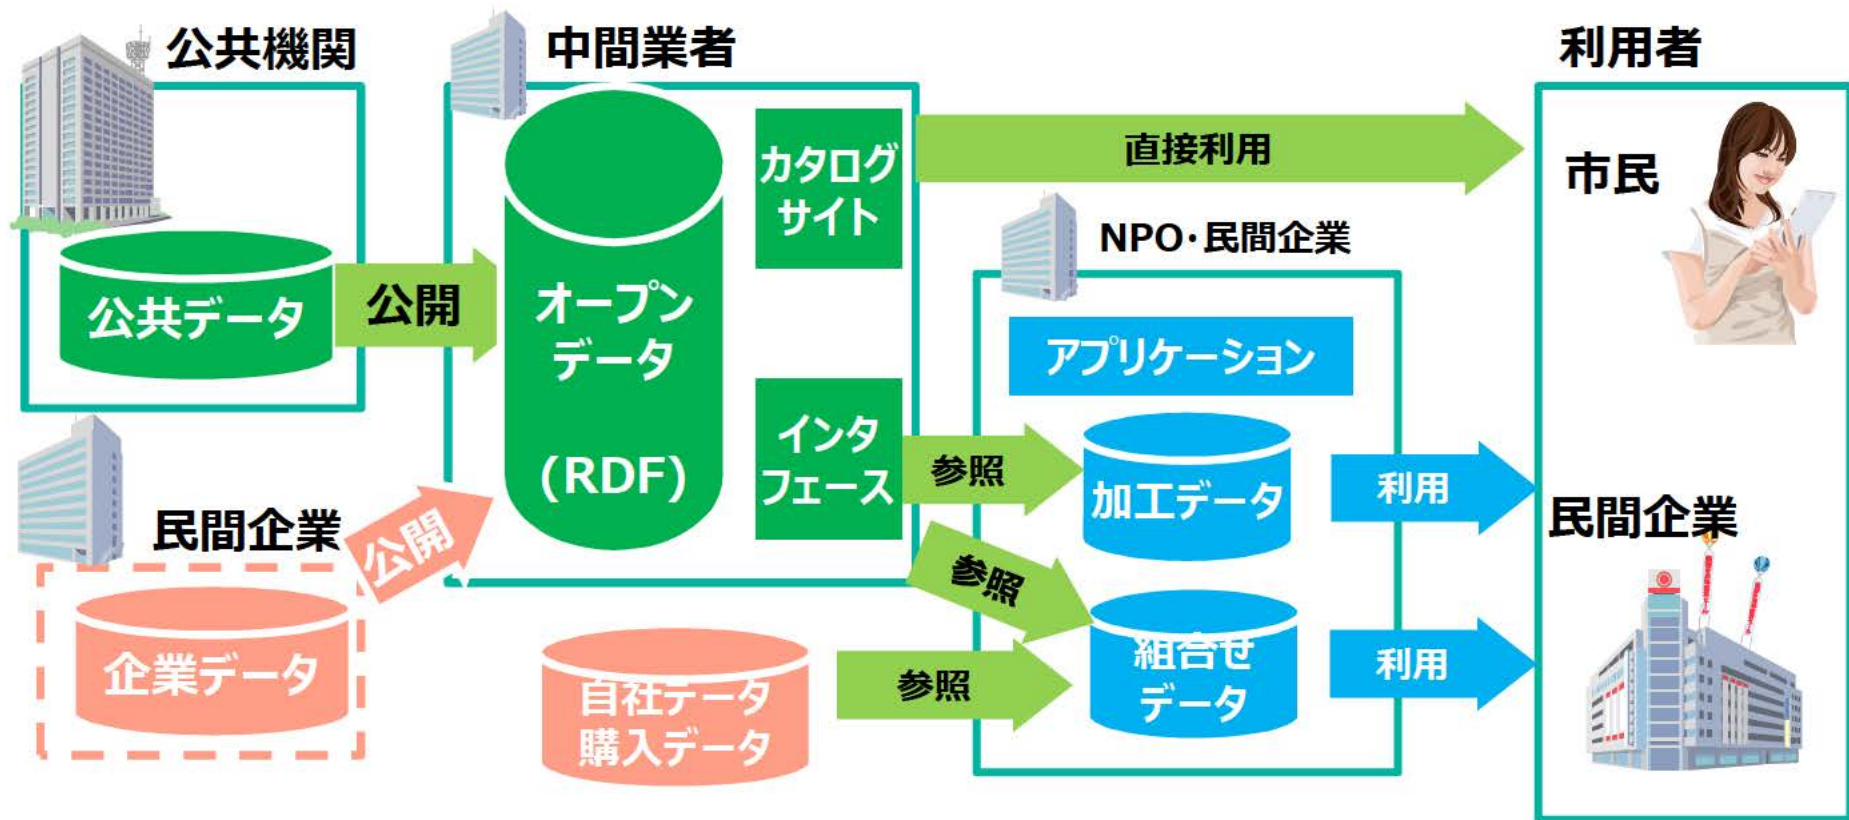 公共機関
中間業者
利用者
公共データ
公開
オープン
データ
(RDF)
カタログ
サイト
インタ
フェース
直接利用
市民
NPO・民間企業
アプリケーション
参照
加工データ
利用
民間企業
民間企業
公開
企業データ
参照
自社データ
購入データ
参照
組合せ
データ
利用